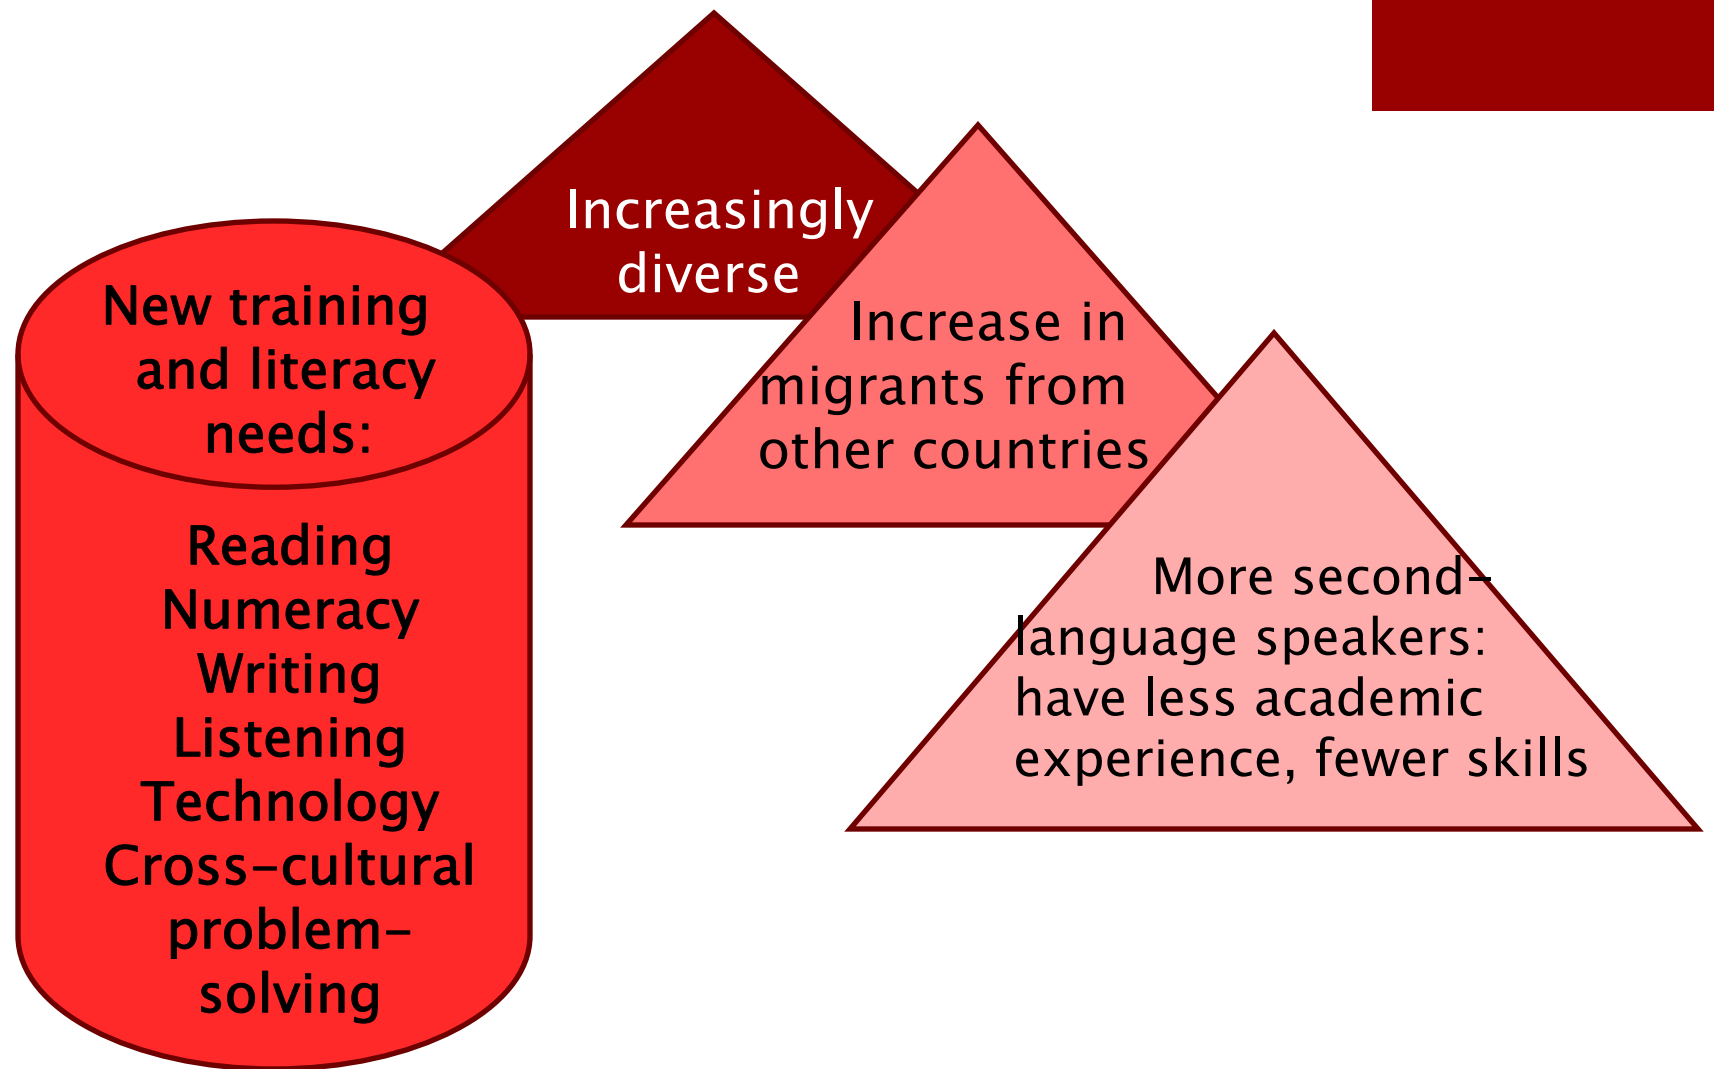 Increasingly
diverse
New training
and literacy
needs:
Reading
Numeracy
Writing
Listening
Technology
Cross-cultural
problem-
solving
Increase in
migrants from
other countries
More second-
language speakers:
have less academic
experience, fewer skills